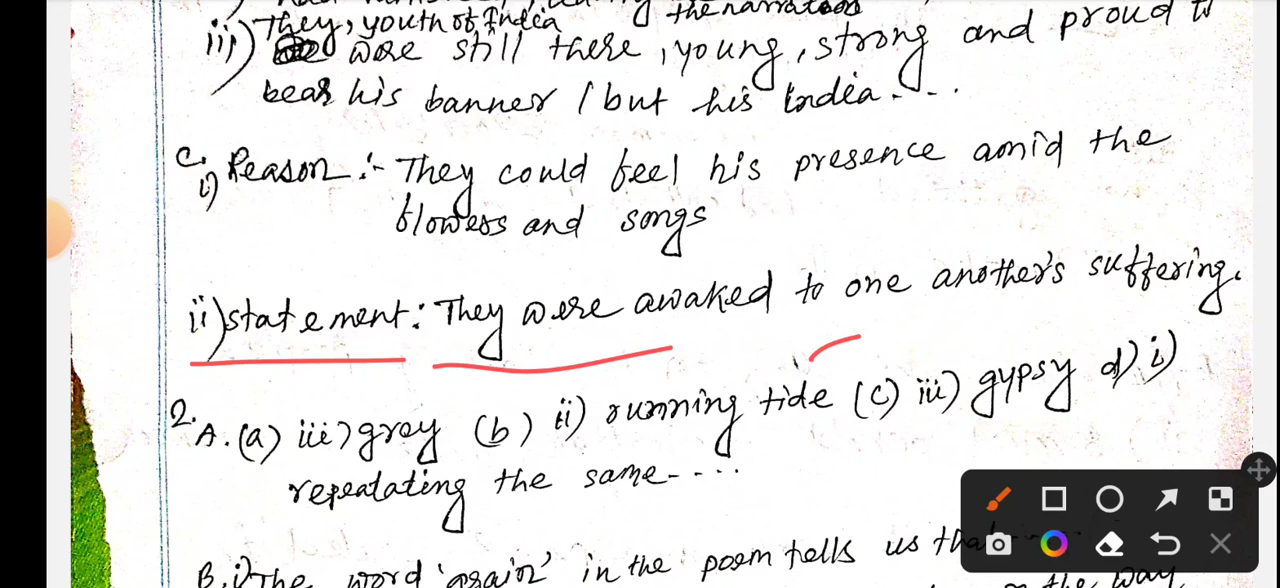 the narration
They, youth of India
iii) were still there, young, strong and proud to
bear his banner / but his India....
C. i) Reason :- They could feel his presence amid the
flowers and songs
ii) statement: They were awaked to one another's suffering.
2. A. (a) iii) grey (b) ii) running tide (c) iii) gypsy d) i)
repeatating the same....
B. i) The word 'again' in the poem tells us that
the way